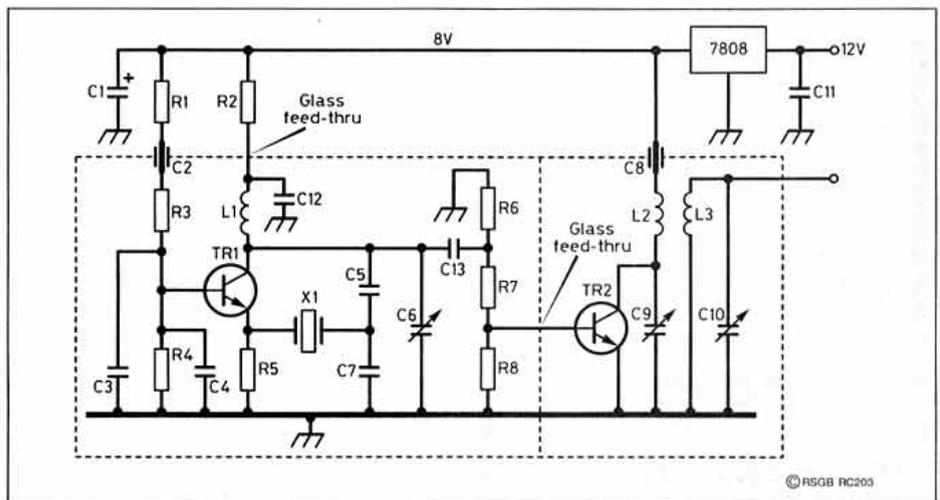 8V
7808
12V
C1
+
R1
R2
Glass
feed-thru
C11
C2
C8
R3
L1
C12
R6
L2
L3
TR1
C13
Glass
feed-thru
X1
C5
C6
R7
TR2
C9
C10
R4
C3
C4
R5
C7
R8
©RSGB RC203